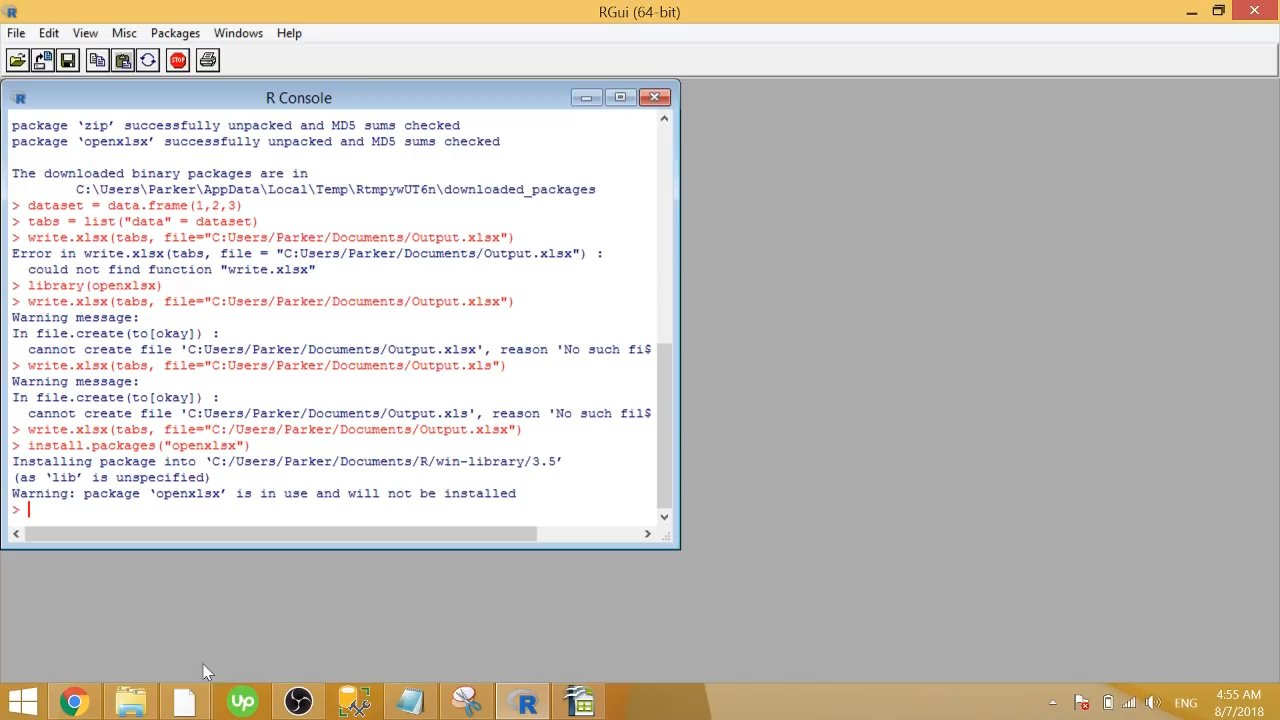 RGui (64-bit)
File Edit View Misc Packages Windows Help
STOP
R Console
package ‘zip’ successfully unpacked and MD5 sums checked
package ‘openxlsx’ successfully unpacked and MD5 sums checked
The downloaded binary packages are in
C:\Users\Parker\AppData\Local\Temp\RtmpywUT6n\downloaded_packages
> dataset = data.frame(1,2,3)
> tabs = list("data" = dataset)
> write.xlsx(tabs, file="C:Users/Parker/Documents/Output.xlsx")
Error in write.xlsx(tabs, file = "C:Users/Parker/Documents/Output.xlsx") :
could not find function "write.xlsx"
> library(openxlsx)
> write.xlsx(tabs, file="C:Users/Parker/Documents/Output.xlsx")
Warning message:
In file.create(to[okay]) :
cannot create file 'C:Users/Parker/Documents/Output.xlsx', reason 'No such fi$
> write.xlsx(tabs, file="C:Users/Parker/Documents/Output.xls")
Warning message:
In file.create(to[okay]) :
cannot create file 'C:Users/Parker/Documents/Output.xls', reason 'No such fil$
> write.xlsx(tabs, file="C:/Users/Parker/Documents/Output.xlsx")
> install.packages("openxlsx")
Installing package into ‘C:/Users/Parker/Documents/R/win-library/3.5’
(as ‘lib’ is unspecified)
Warning: package ‘openxlsx’ is in use and will not be installed
>
Up
R
ENG
4:55 AM
8/7/2018